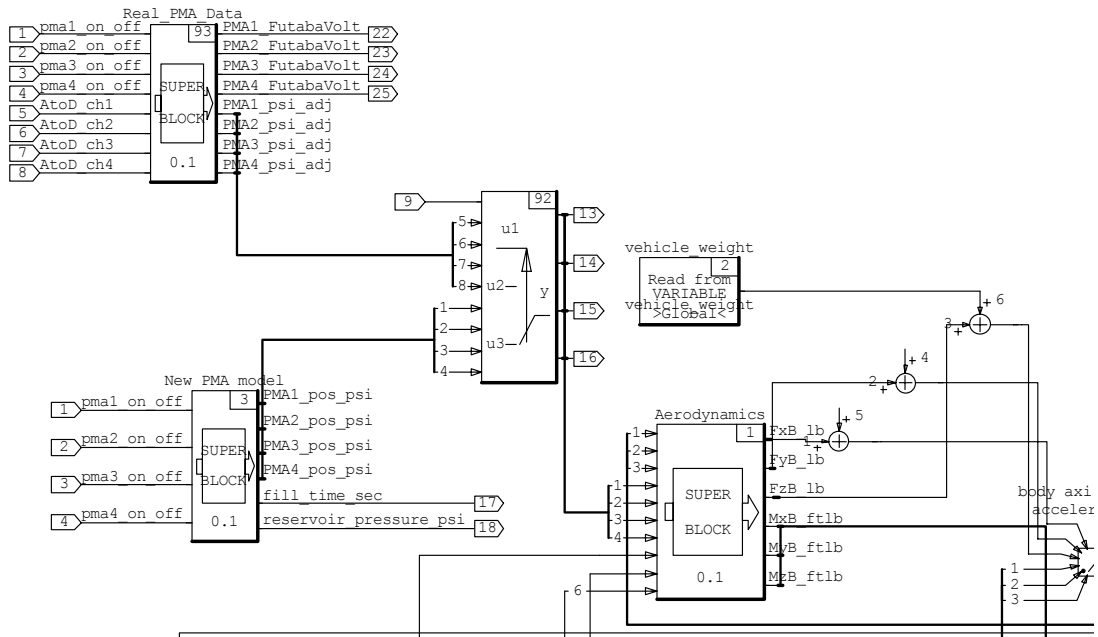 Real_PMA_Data
93
1 pma1_on_off PMA1_FutabaVolt 22
2 pma2_on_off PMA2_FutabaVolt 23
3 pma3_on_off PMA3_FutabaVolt 24
4 pma4_on_off PMA4_FutabaVolt 25
SUPER
BLOCK
5 AtoD_ch1 PMA1_psi_adj
6 AtoD_ch2 PMA2_psi_adj
7 AtoD_ch3 PMA3_psi_adj
8 AtoD_ch4 PMA4_psi_adj
0.1
9
92
5
6
7
8
1
2
3
4
u1
u2
u3
y
13
14
15
16
vehicle_weight
2
Read from
VARIABLE
vehicle_weight
>Global<
+ 6
3
+
+ 4
2
+
+ 5
1
+
New PMA model
3
1 pma1_on_off PMA1_pos_psi
2 pma2_on_off PMA2_pos_psi
3 pma3_on_off PMA3_pos_psi
4 pma4_on_off PMA4_pos_psi
SUPER
BLOCK
0.1
fill_time_sec 17
reservoir_pressure_psi 18
Aerodynamics
1
1
2
3
1
2
3
4
6
SUPER
BLOCK
0.1
FxB_lb
FyB_lb
FzB_lb
MxB_ftlb
MyB_ftlb
MzB_ftlb
body axi
acceler
1
2
3